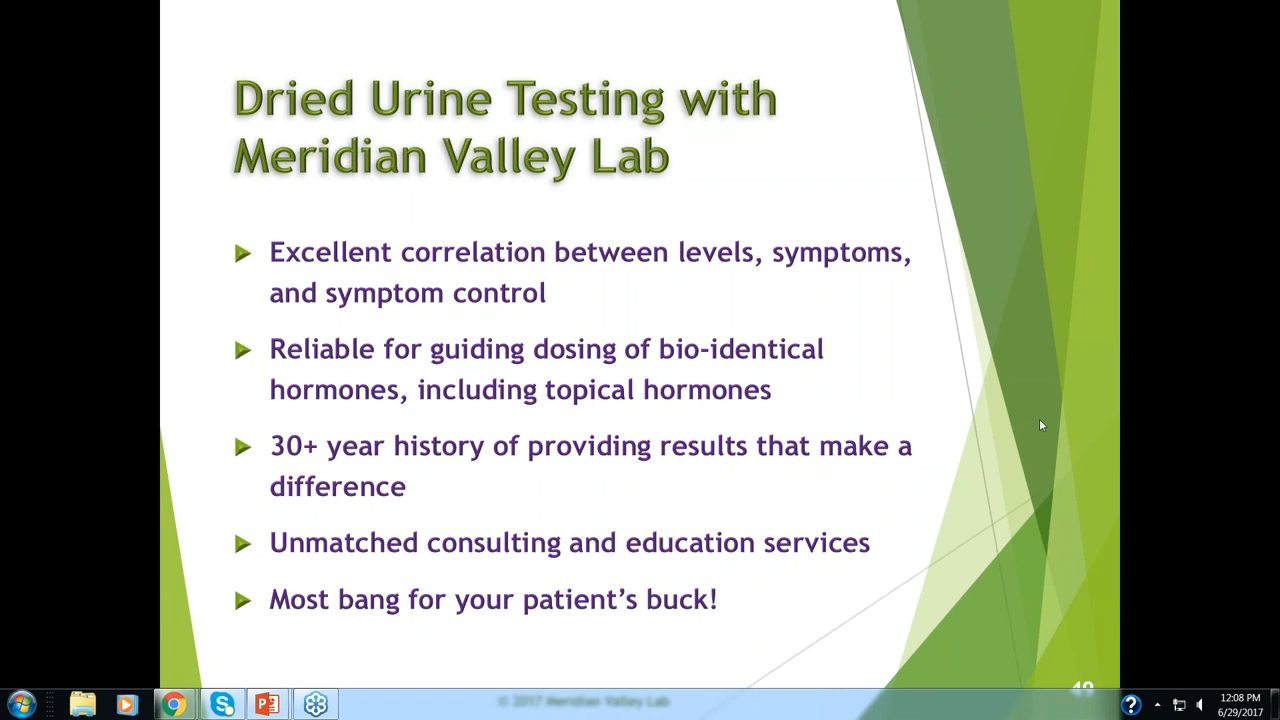 Dried Urine Testing with
Meridian Valley Lab
Excellent correlation between levels, symptoms,
and symptom control
Reliable for guiding dosing of bio-identical
hormones, including topical hormones
30+ year history of providing results that make a
difference
Unmatched consulting and education services
Most bang for your patient’s buck!
49
© 2017 Meridian Valley Lab
12:08 PM
6/29/2017